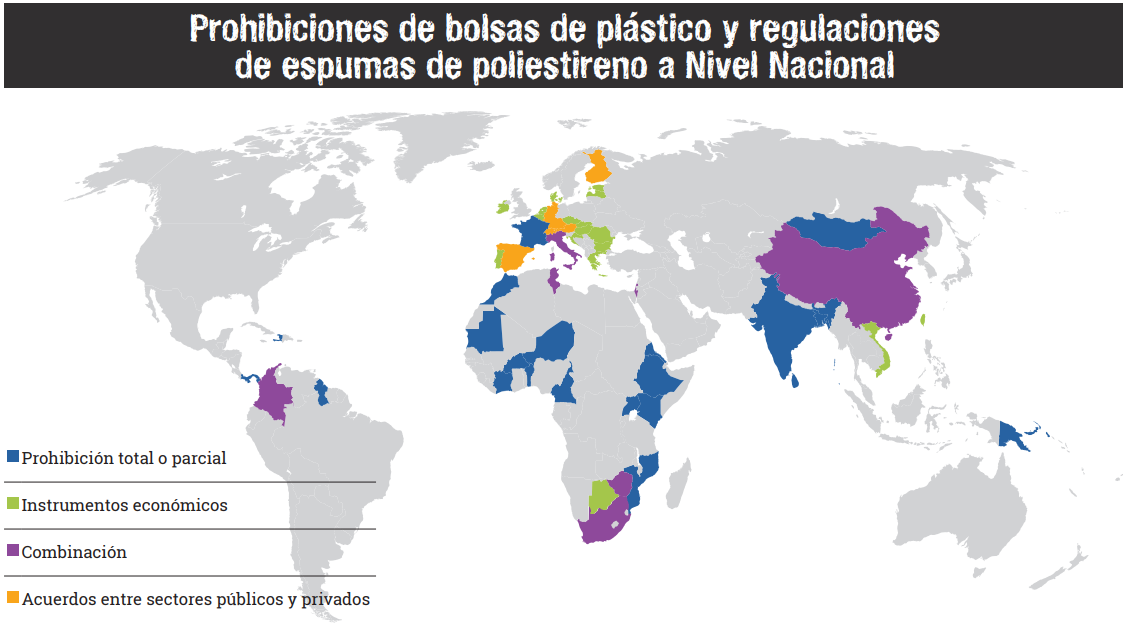 Prohibiciones de bolsas de plástico y regulaciones
de espumas de poliestireno a Nivel Nacional
Prohibición total o parcial
Instrumentos económicos
Combinación
Acuerdos entre sectores públicos y privados